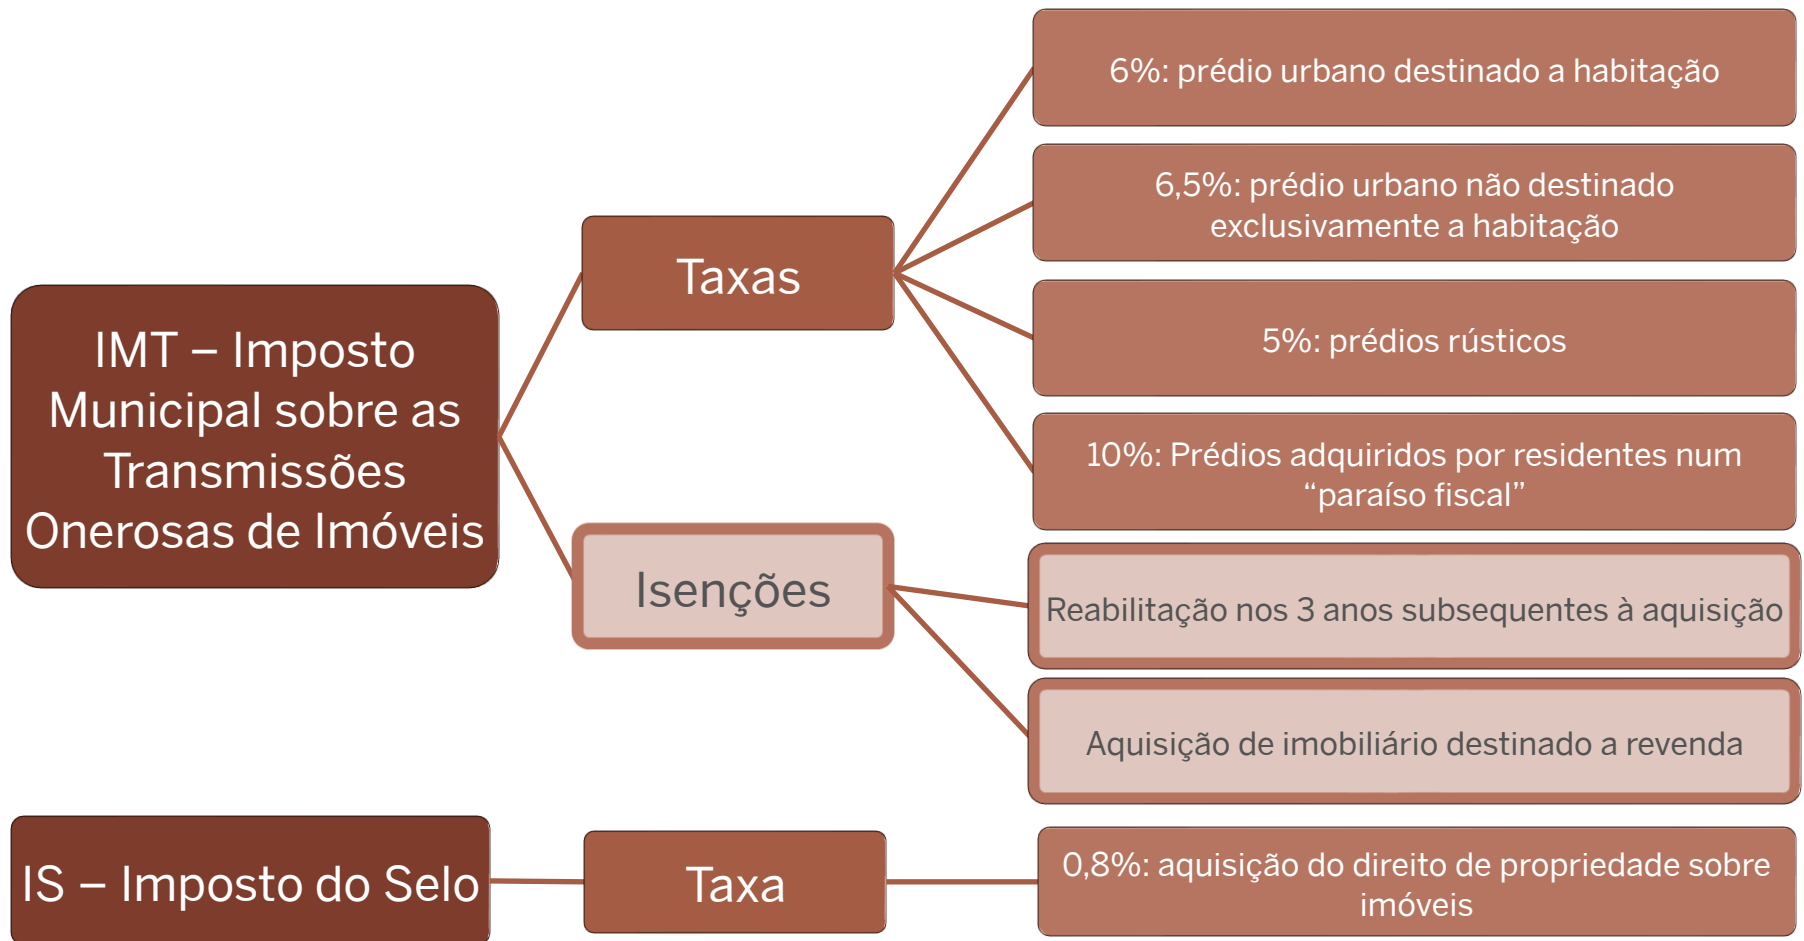 IMT – Imposto
Municipal sobre as
Transmissões
Onerosas de Imóveis
Taxas
6%: prédio urbano destinado a habitação
6,5%: prédio urbano não destinado
exclusivamente a habitação
5%: prédios rústicos
10%: Prédios adquiridos por residentes num
“paraíso fiscal”
Isenções
Reabilitação nos 3 anos subsequentes à aquisição
Aquisição de imobiliário destinado a revenda
IS – Imposto do Selo
Taxa
0,8%: aquisição do direito de propriedade sobre
imóveis